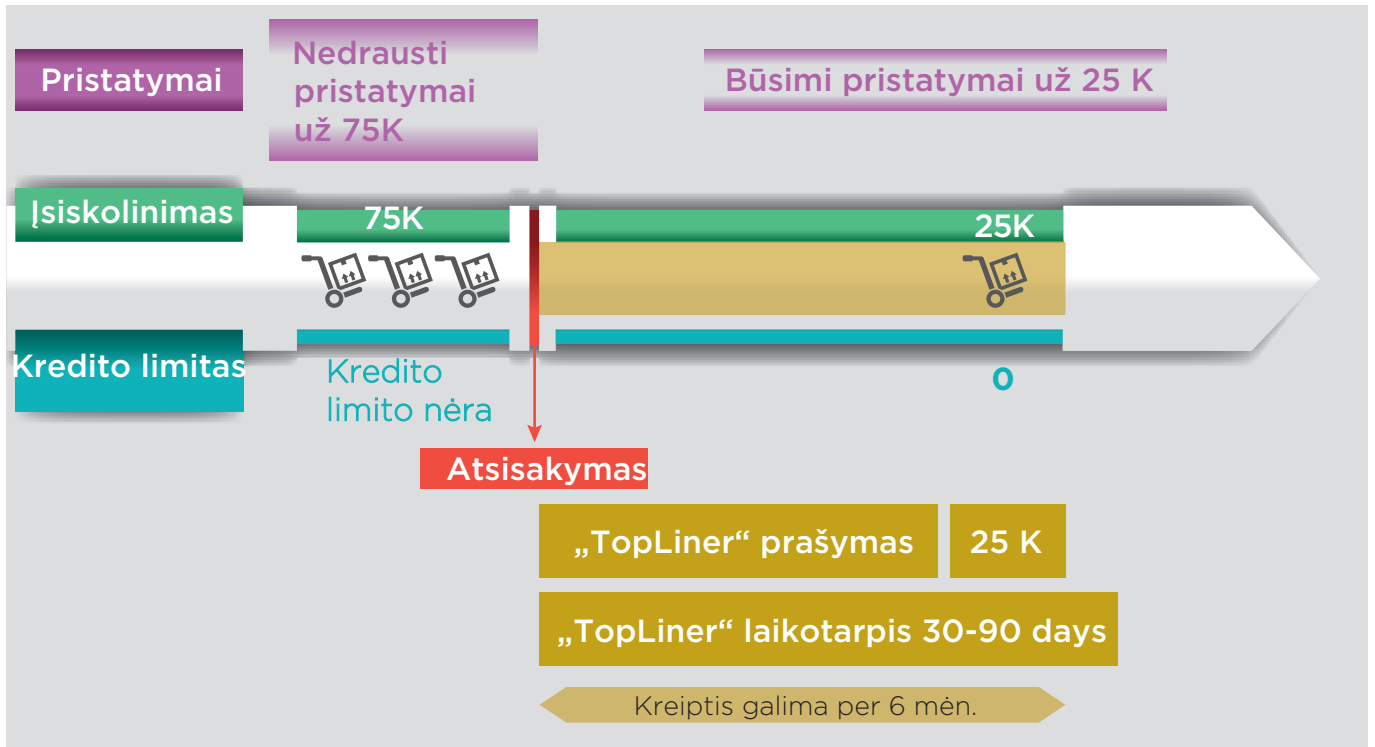 Pristatymai
Nedrausti
pristatymai
už 75K
Būsimi pristatymai už 25 K
Įsiskolinimas
75K
25K
Kredito limitas
Kredito
limito nėra
0
Atsisakymas
„TopLiner“ prašymas
25 K
„TopLiner“ laikotarpis 30-90 days
Kreiptis galima per 6 mėn.